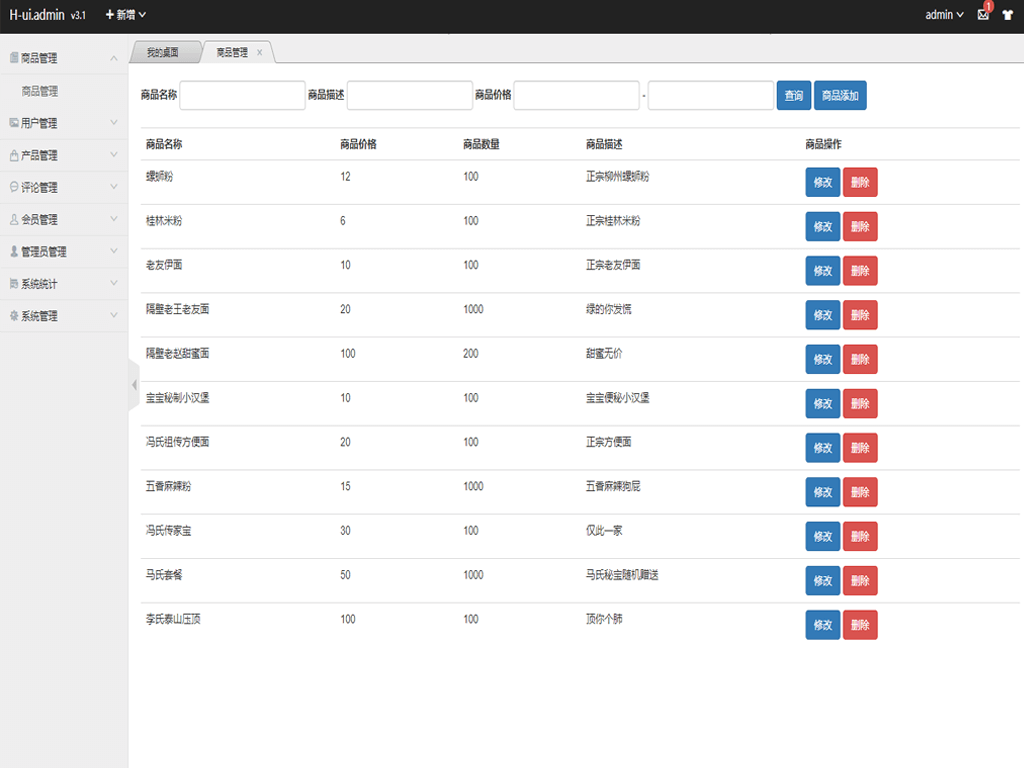 H-ui.admin v3.1 新增 admin 1
我的桌面 商品管理
商品管理
商品管理
用户管理
产品管理
评论管理
会员管理
管理员管理
系统统计
系统管理
商品名称 商品描述 商品价格 - 查询 商品添加
商品名称 商品价格 商品数量 商品描述 商品操作
螺蛳粉 12 100 正宗柳州螺蛳粉 修改 删除
桂林米粉 6 100 正宗桂林米粉 修改 删除
老友伊面 10 100 正宗老友伊面 修改 删除
隔壁老王老友面 20 1000 绿的你发慌 修改 删除
隔壁老赵甜蜜面 100 200 甜蜜无价 修改 删除
宝宝秘制小汉堡 10 100 宝宝便秘小汉堡 修改 删除
冯氏祖传方便面 20 100 正宗方便面 修改 删除
五香麻辣粉 15 1000 五香麻辣狗屁 修改 删除
冯氏传家宝 30 100 仅此一家 修改 删除
马氏套餐 50 1000 马氏秘宝随机赠送 修改 删除
李氏泰山压顶 100 100 顶你个肺 修改 删除